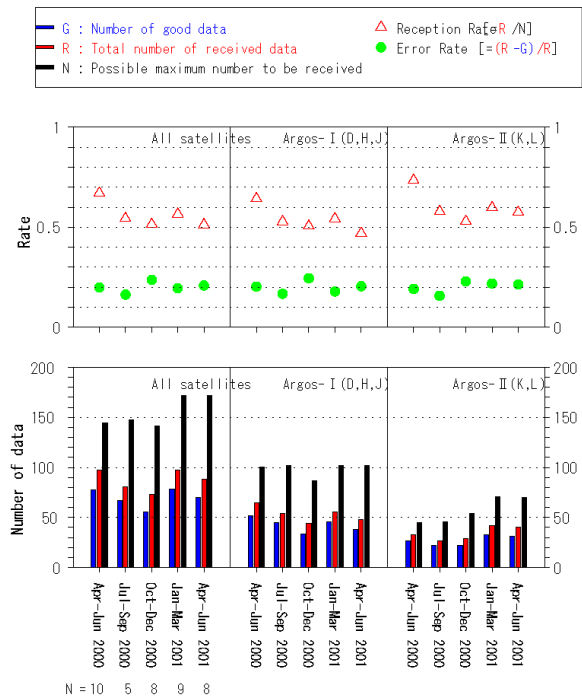 G : Number of good data
R : Total number of received data
N : Possible maximum number to be received
Reception Rate[=R /N]
Error Rate [=(R -G)/R]
All satellites
Argos-Ⅰ(D,H,J)
Argos-Ⅱ(K,L)
1
0.5
0
Rate
1
0.5
0
All satellites
Argos-Ⅰ(D,H,J)
Argos-Ⅱ(K,L)
200
150
100
50
0
Number of data
200
150
100
50
0
Apr-Jun 2000
Jul-Sep 2000
Oct-Dec 2000
Jan-Mar 2001
Apr-Jun 2001
Apr-Jun 2000
Jul-Sep 2000
Oct-Dec 2000
Jan-Mar 2001
Apr-Jun 2001
Apr-Jun 2000
Jul-Sep 2000
Oct-Dec 2000
Jan-Mar 2001
Apr-Jun 2001
N = 10 5 8 9 8